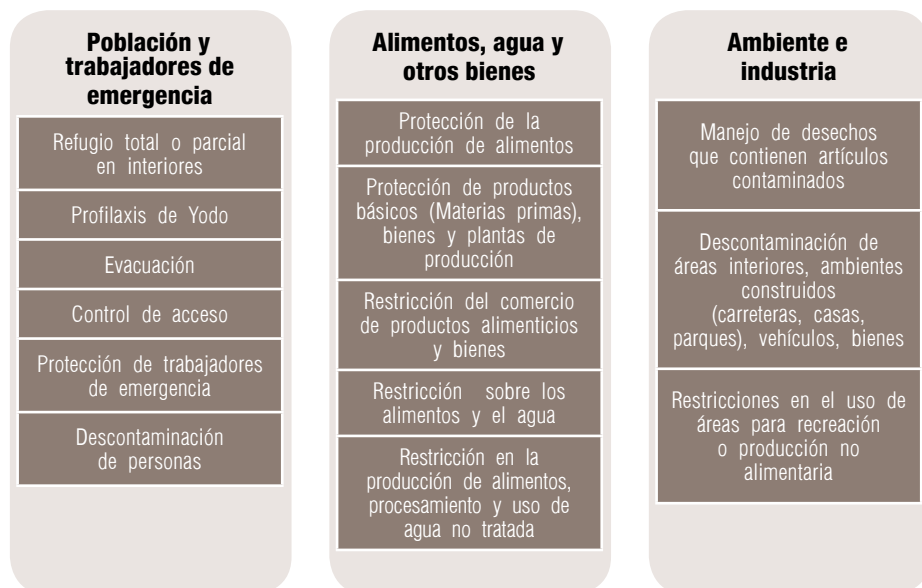 Población y
trabajadores de
emergencia
Refugio total o parcial
en interiores
Profilaxis de Yodo
Evacuación
Control de acceso
Protección de trabajadores
de emergencia
Descontaminación
de personas
Alimentos, agua y
otros bienes
Protección de la
producción de alimentos
Protección de productos
básicos (Materias primas),
bienes y plantas de
producción
Restricción del comercio
de productos alimenticios
y bienes
Restricción sobre los
alimentos y el agua
Restricción en la
producción de alimentos,
procesamiento y uso de
agua no tratada
Ambiente e
industria
Manejo de desechos
que contienen artículos
contaminados
Descontaminación de
áreas interiores, ambientes
construidos
(carreteras, casas,
parques), vehículos, bienes
Restricciones en el uso de
áreas para recreación
o producción no
alimentaria